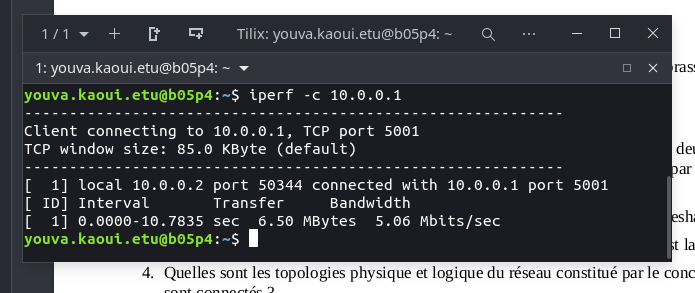 1 / 1
Tilix: youva.kaoui.etu@b05p4: ~
1: youva.kaoui.etu@b05p4: ~
youva.kaoui.etu@b05p4:~$ iperf -c 10.0.0.1
------------------------------------------------------------
Client connecting to 10.0.0.1, TCP port 5001
TCP window size: 85.0 KByte (default)
------------------------------------------------------------
[  1] local 10.0.0.2 port 50344 connected with 10.0.0.1 port 5001
[ ID] Interval       Transfer     Bandwidth
[  1] 0.0000-10.7835 sec  6.50 MBytes  5.06 Mbits/sec
youva.kaoui.etu@b05p4:~$
par
4. Quelles sont les topologies physique et logique du réseau constitué par le conc
sont connectés ?